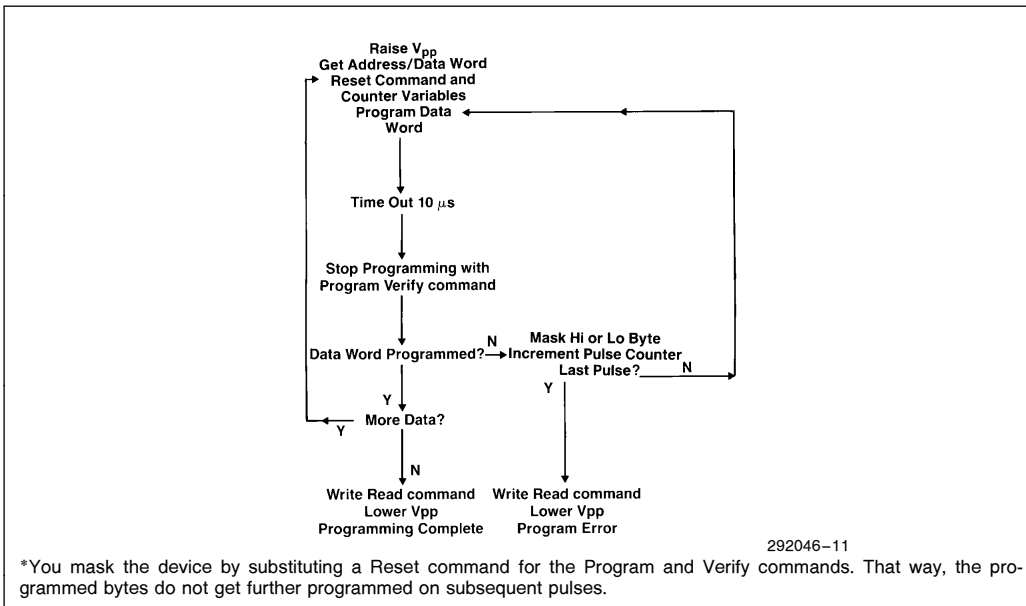 Raise Vpp
Get Address/Data Word
Reset Command and
Counter Variables
Program Data
Word
Time Out 10 μs
Stop Programming with
Program Verify command
Data Word Programmed?
N
Mask Hi or Lo Byte
Increment Pulse Counter
Last Pulse?
N
Y
Y
More Data?
Y
N
Write Read command
Lower Vpp
Programming Complete
Write Read command
Lower Vpp
Program Error
292046–11
*You mask the device by substituting a Reset command for the Program and Verify commands. That way, the pro-
grammed bytes do not get further programmed on subsequent pulses.